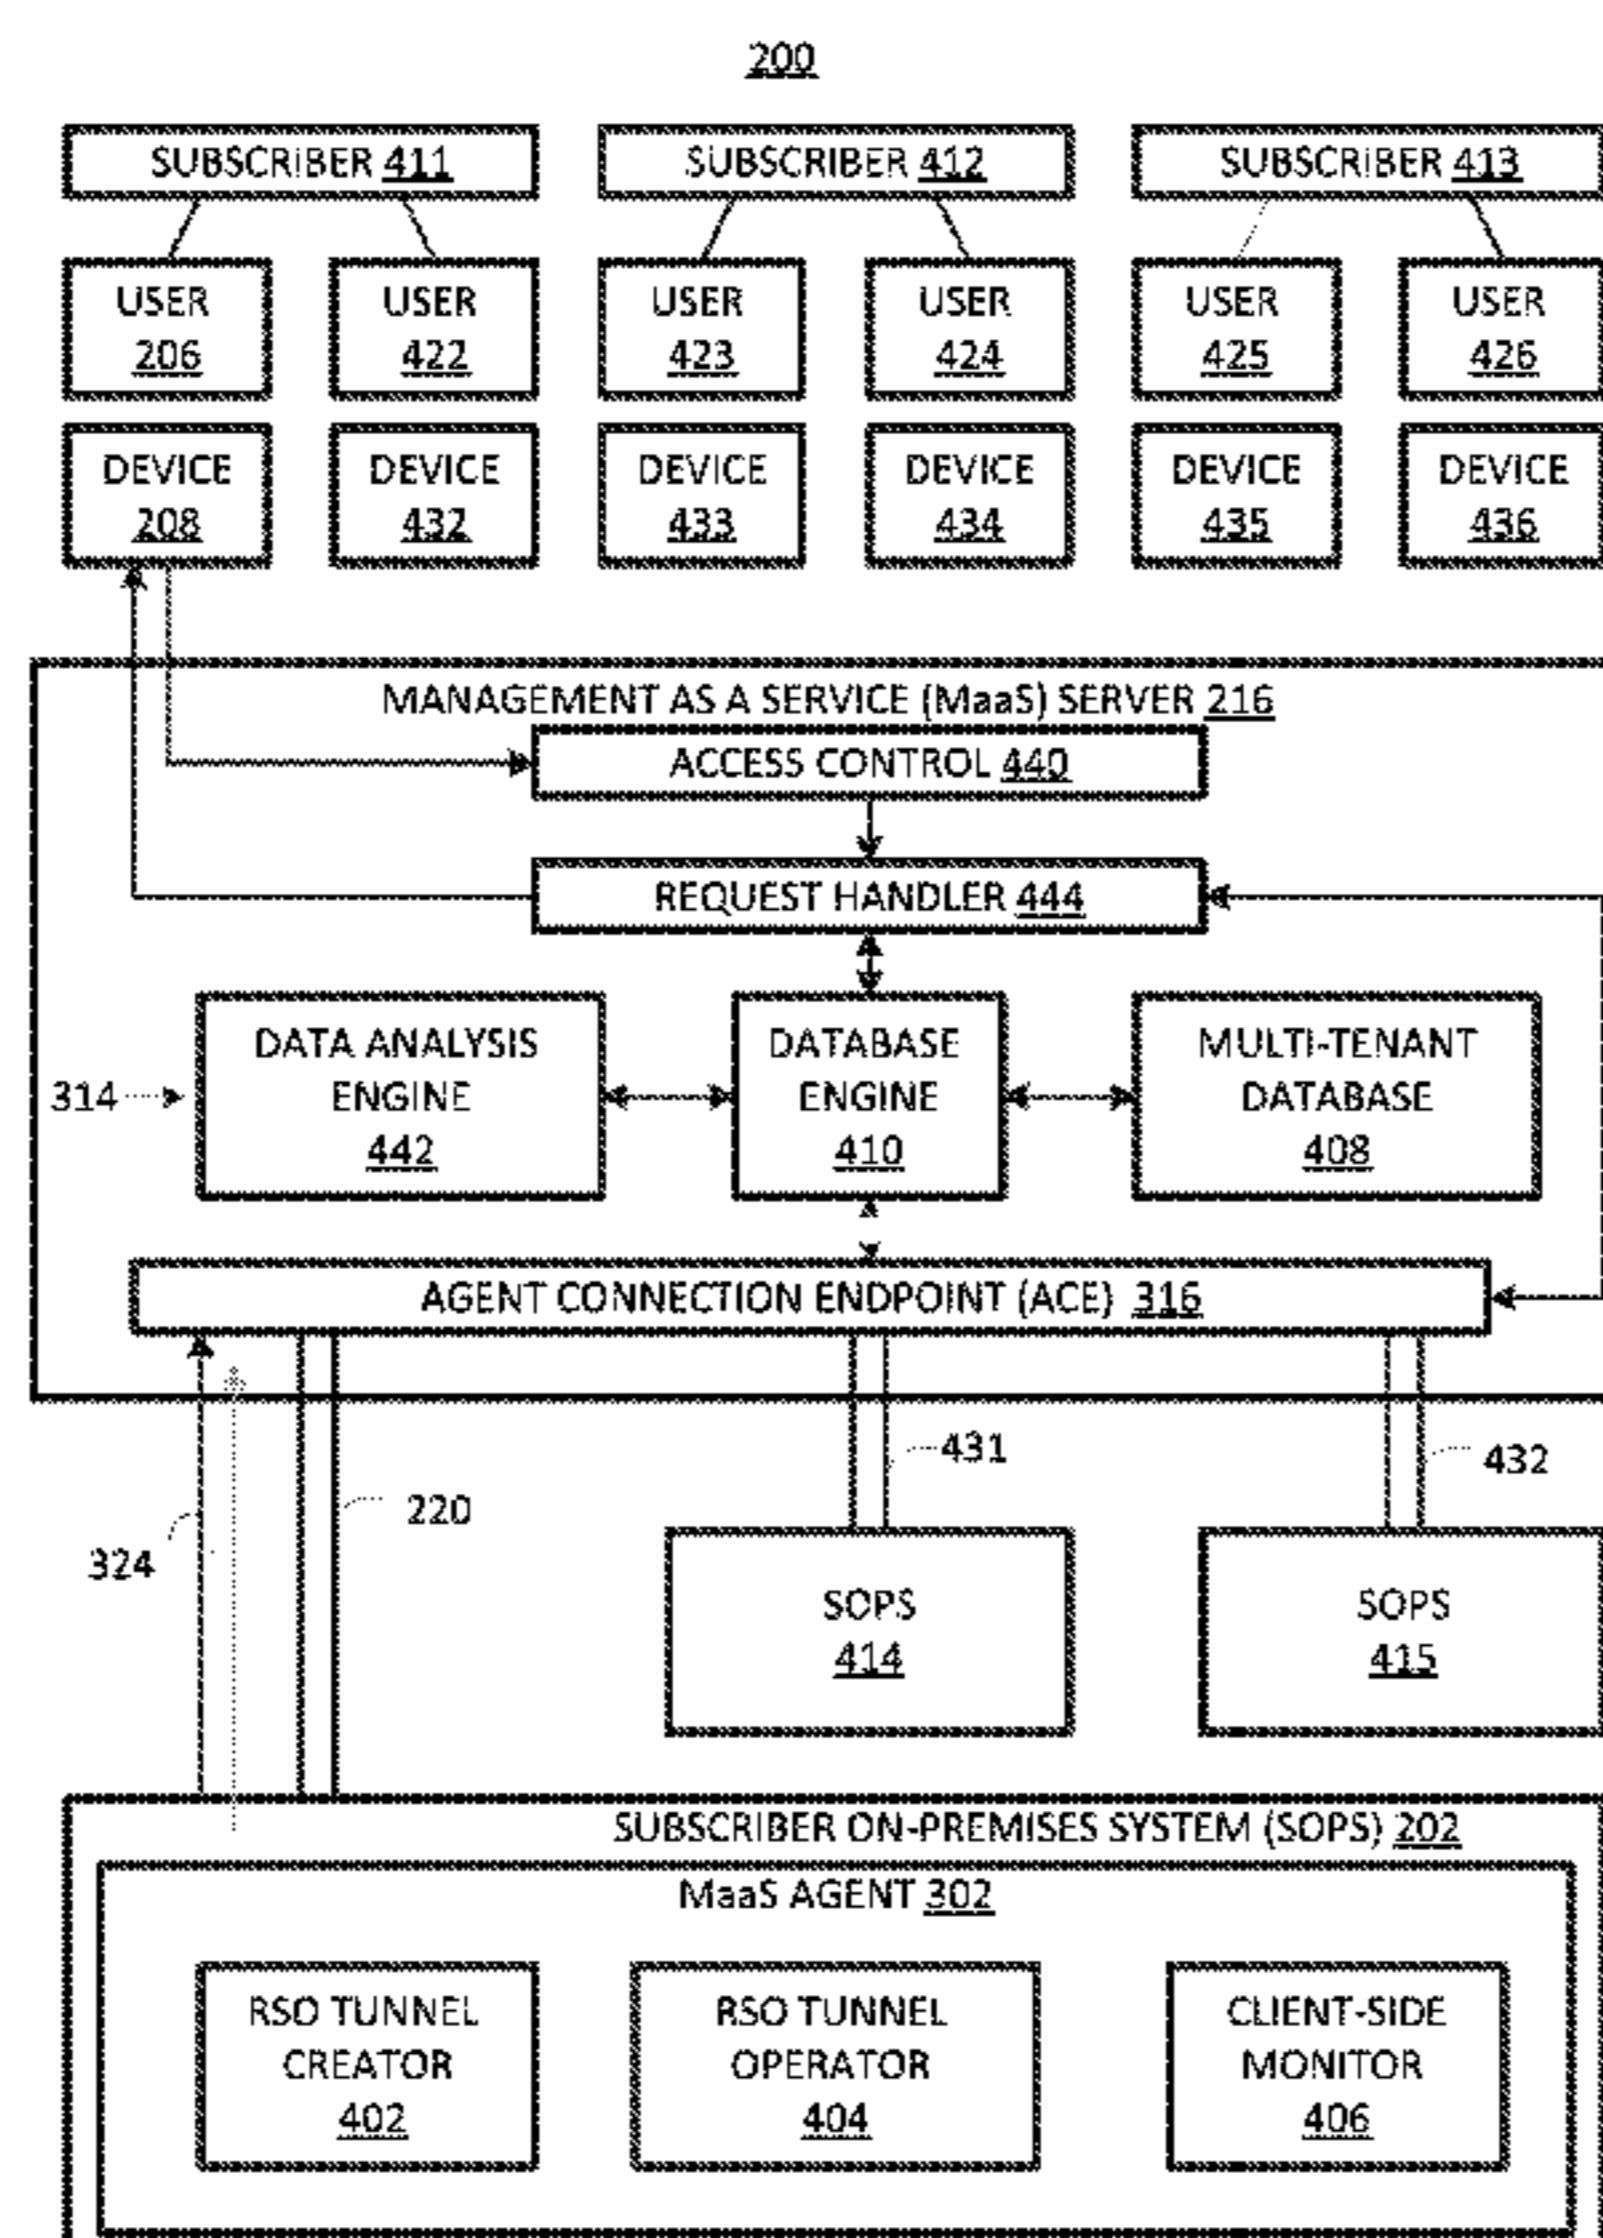 200
SUBSCRIBER 411
SUBSCRIBER 412
SUBSCRIBER 413
USER
206
USER
422
USER
423
USER
424
USER
425
USER
426
DEVICE
208
DEVICE
432
DEVICE
433
DEVICE
434
DEVICE
435
DEVICE
436
MANAGEMENT AS A SERVICE (MaaS) SERVER 216
ACCESS CONTROL 440
REQUEST HANDLER 444
314
DATA ANALYSIS
ENGINE
442
DATABASE
ENGINE
410
MULTI-TENANT
DATABASE
408
AGENT CONNECTION ENDPOINT (ACE) 316
324
220
431
432
SOPS
414
SOPS
415
SUBSCRIBER ON-PREMISES SYSTEM (SOPS) 202
MaaS AGENT 302
RSO TUNNEL
CREATOR
402
RSO TUNNEL
OPERATOR
404
CLIENT-SIDE
MONITOR
406